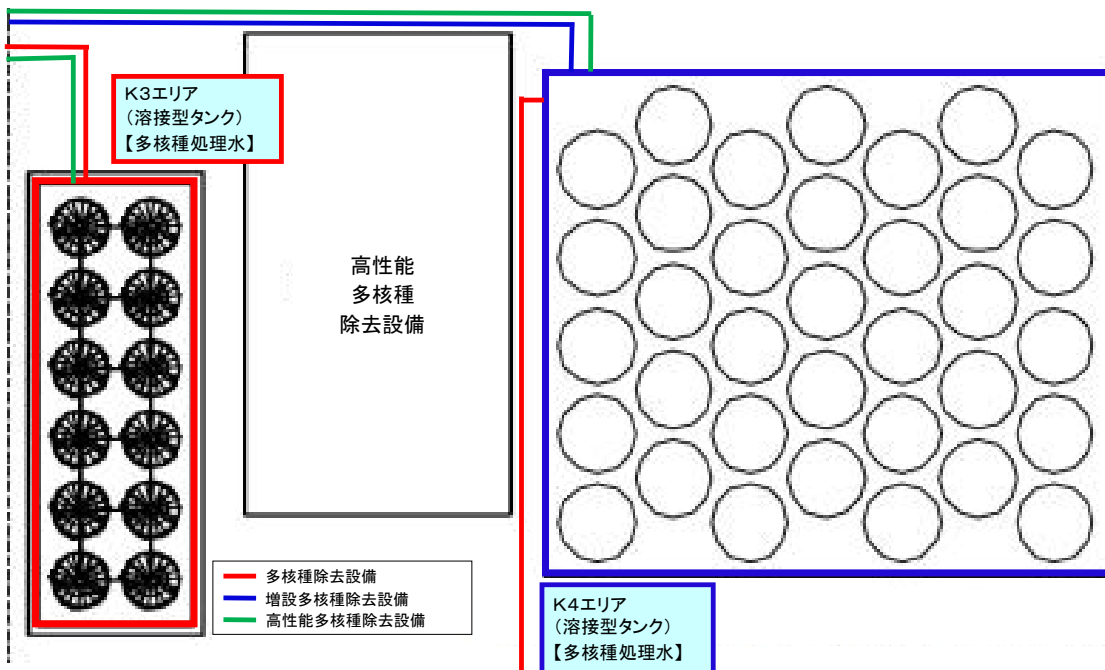 K3エリア
(溶接型タンク)
【多核種処理水】
高性能
多核種
除去設備
多核種除去設備
増設多核種除去設備
高性能多核種除去設備
K4エリア
(溶接型タンク)
【多核種処理水】